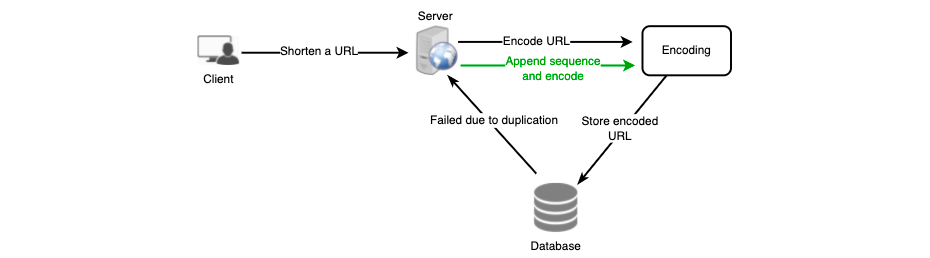 Server
Shorten a URL
Client
Encode URL
Append sequence
and encode
Encoding
Failed due to duplication
Store encoded
URL
Database